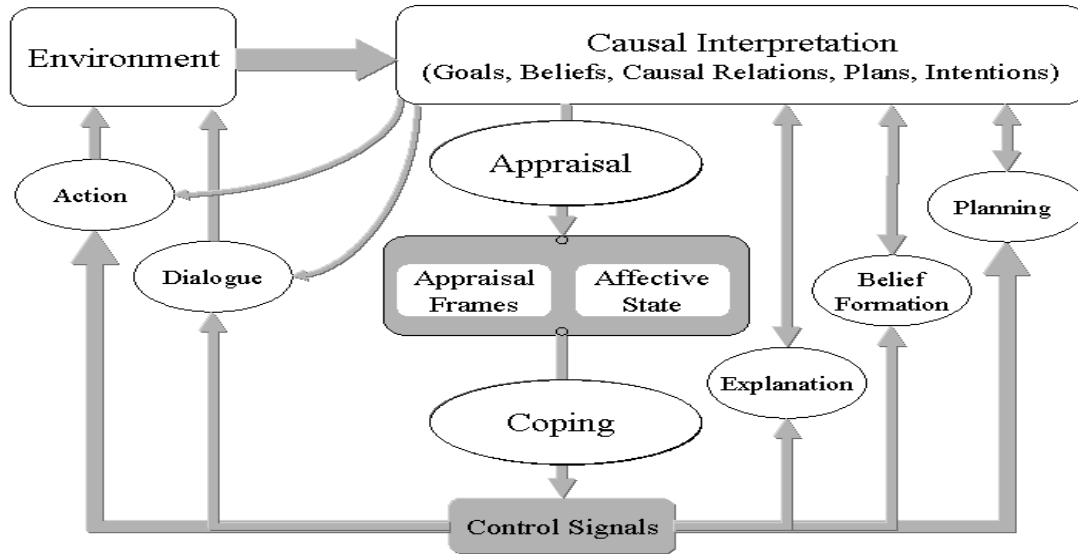 Environment
Causal Interpretation
(Goals, Beliefs, Causal Relations, Plans, Intentions)
Appraisal
Action
Planning
Dialogue
Appraisal
Frames
Affective
State
Belief
Formation
Explanation
Coping
Control Signals